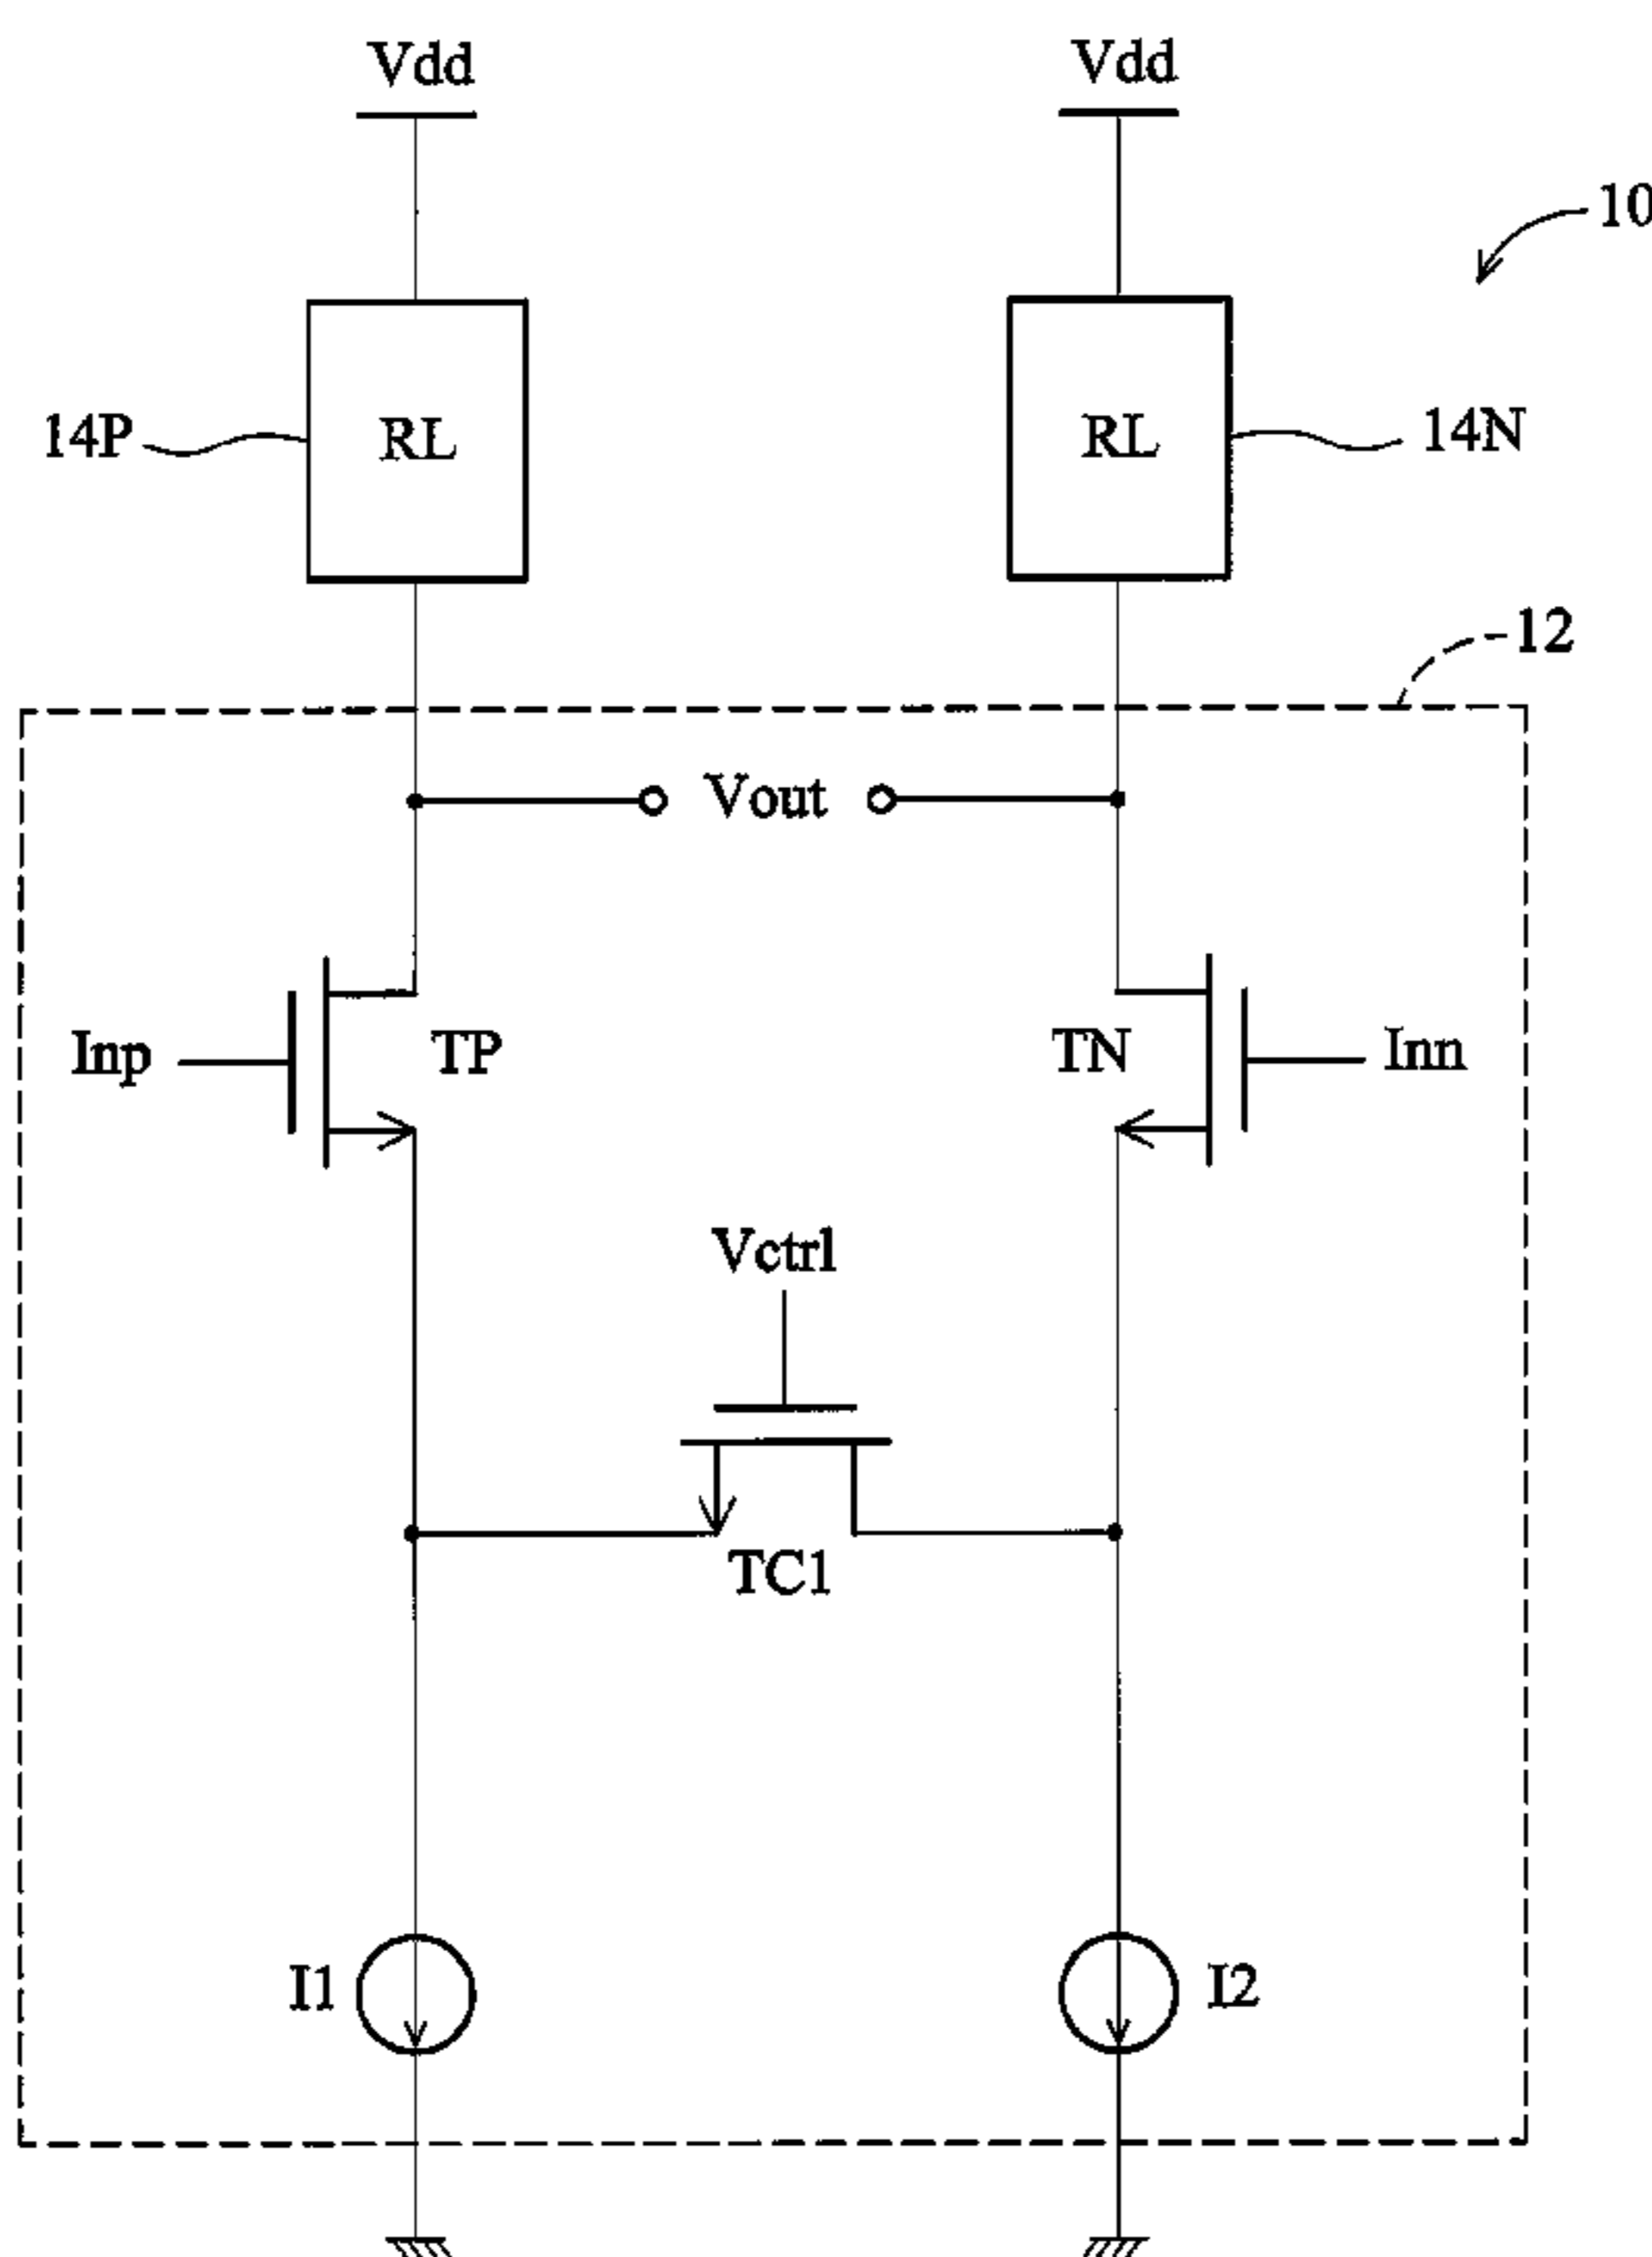 Vdd
Vdd
10
14P
RL
RL
14N
12
Vout
Inp
TP
TN
Inn
Vctrl
TC1
I1
I2